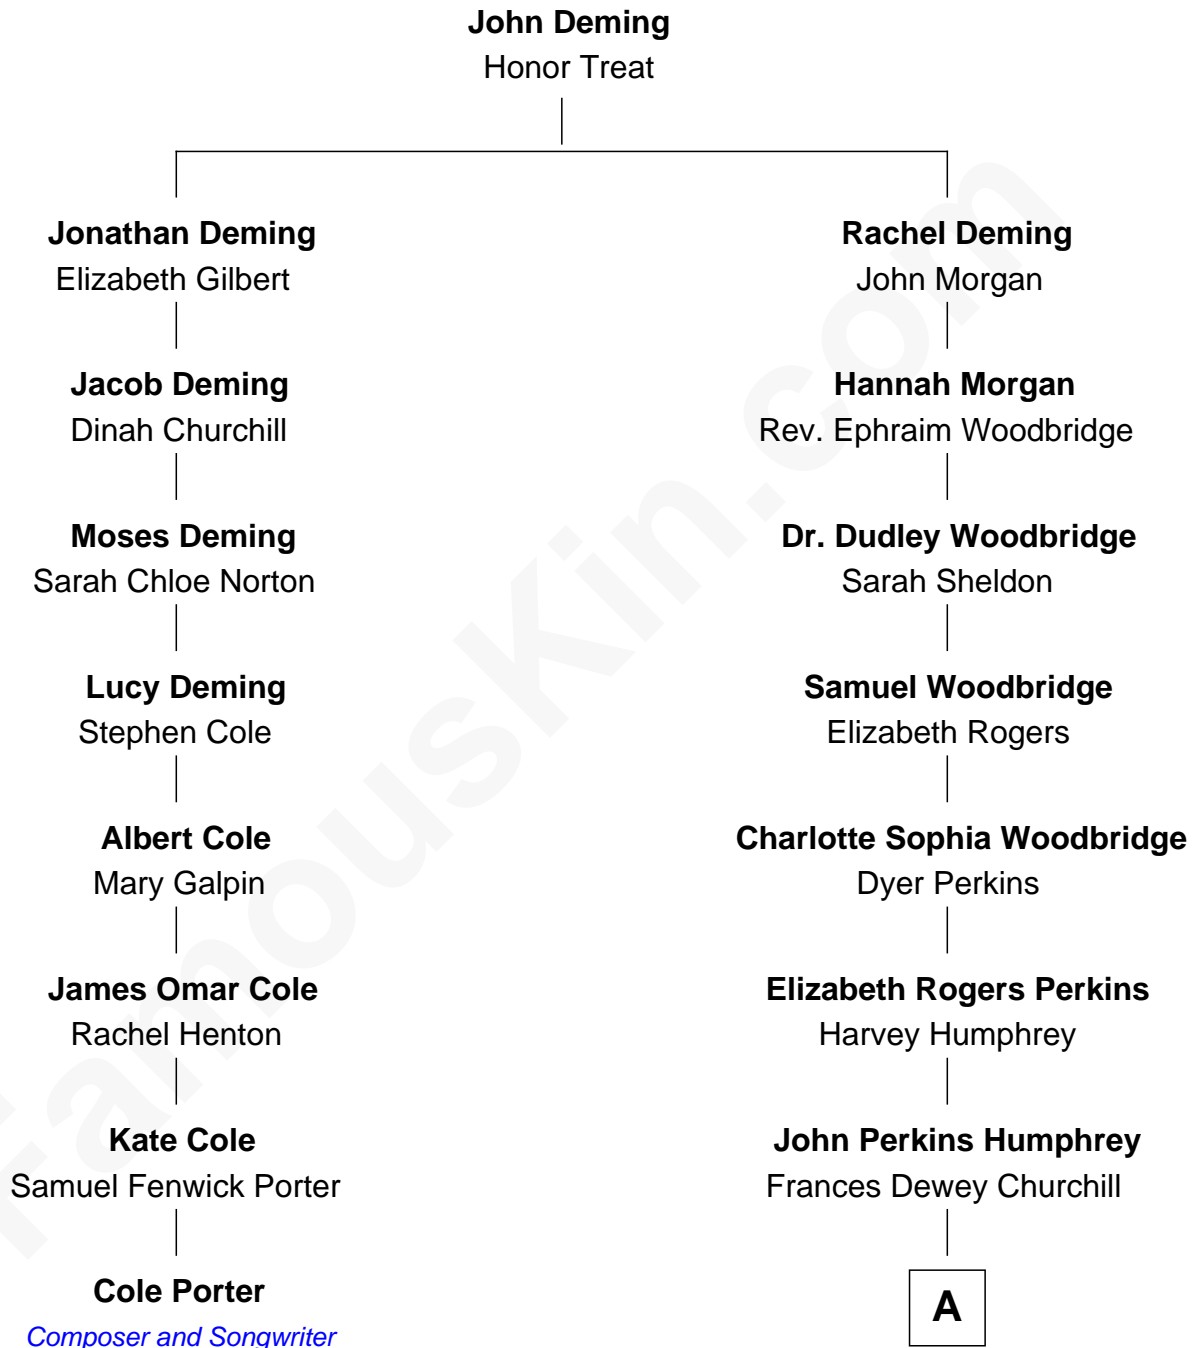 John Deming
Honor Treat
Jonathan Deming
Elizabeth Gilbert
Rachel Deming
John Morgan
Jacob Deming
Dinah Churchill
Hannah Morgan
Rev. Ephraim Woodbridge
Moses Deming
Sarah Chloe Norton
Dr. Dudley Woodbridge
Sarah Sheldon
Lucy Deming
Stephen Cole
Samuel Woodbridge
Elizabeth Rogers
Albert Cole
Mary Galpin
Charlotte Sophia Woodbridge
Dyer Perkins
James Omar Cole
Rachel Henton
Elizabeth Rogers Perkins
Harvey Humphrey
Kate Cole
Samuel Fenwick Porter
John Perkins Humphrey
Frances Dewey Churchill
Cole Porter
Composer and Songwriter
A
FamousKin.com